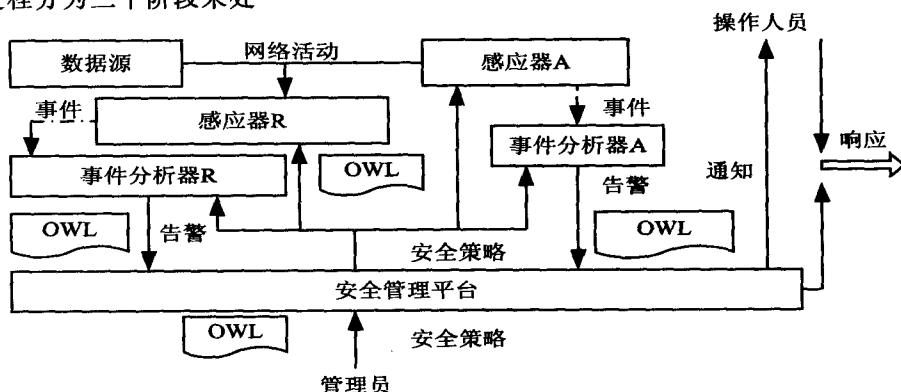 程分为三个阶段来处
操作人员
数据源
网络活动
感应器A
事件
感应器R
事件
事件分析器A
响应
事件分析器R
OWL
告警
通知
OWL
告警
OWL
安全策略
安全管理平台
OWL
安全策略
管理员